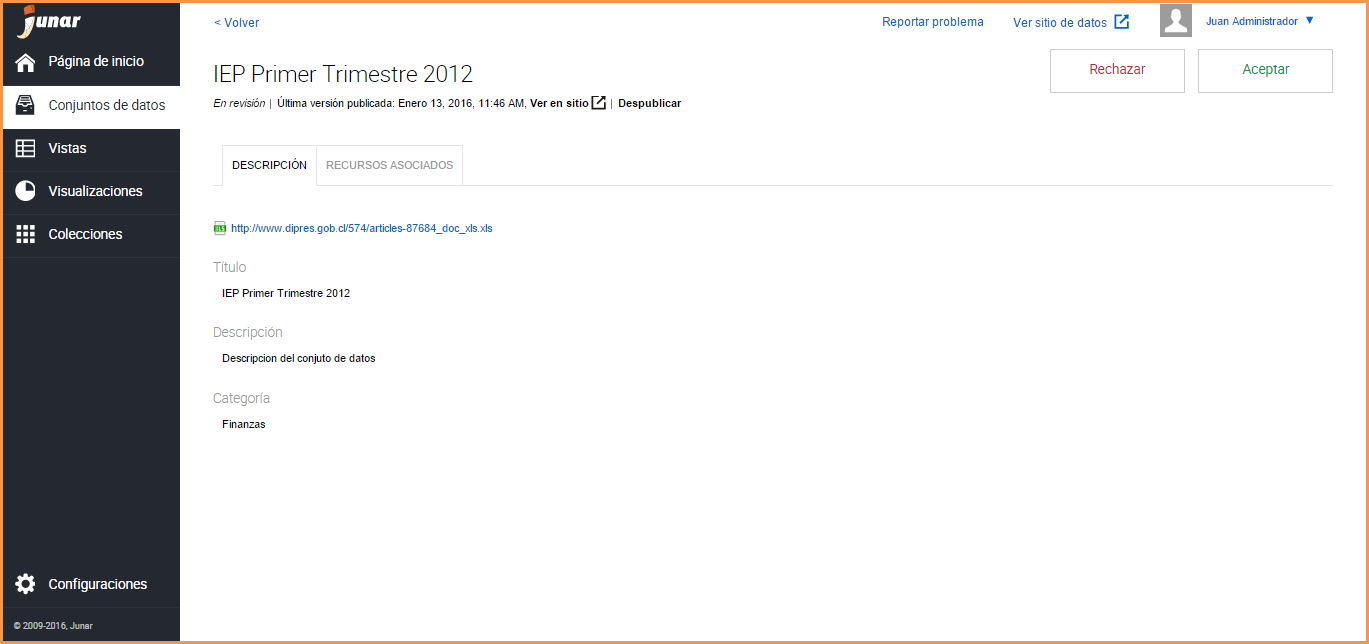 junar
Página de inicio
Conjuntos de datos
Vistas
Visualizaciones
Colecciones
Configuraciones
© 2009-2016, Junar
< Volver
Reportar problema
Ver sitio de datos
Juan Administrador ▼
IEP Primer Trimestre 2012
Rechazar
Aceptar
En revisión | Última versión publicada: Enero 13, 2016, 11:46 AM, Ver en sitio | Despublicar
DESCRIPCIÓN
RECURSOS ASOCIADOS
XLS http://www.dipres.gob.cl/574/articles-87684_doc_xls.xls
Título
IEP Primer Trimestre 2012
Descripción
Descripcion del conjuto de datos
Categoría
Finanzas